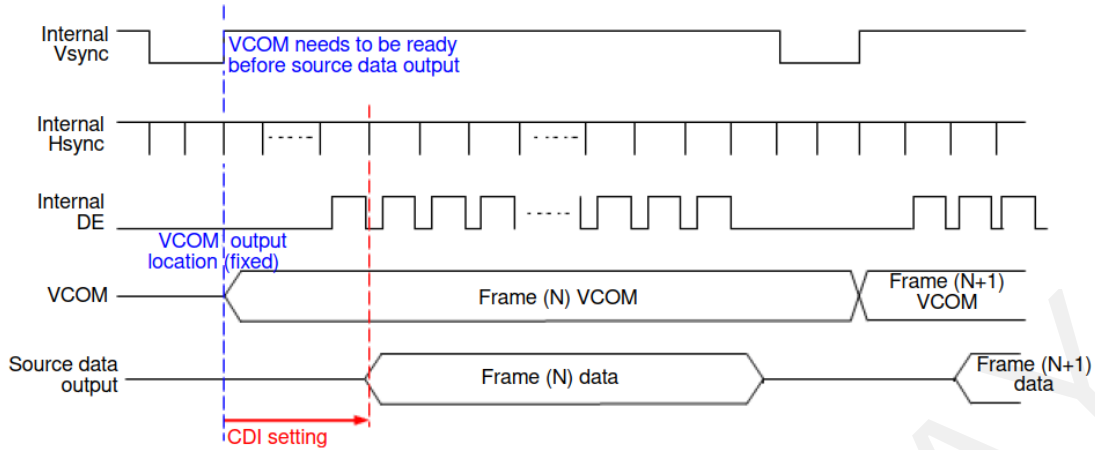 Internal
Vsync
VCOM needs to be ready
before source data output
Internal
Hsync
Internal
DE
VCOM output
location (fixed)
VCOM
Frame (N) VCOM
Frame (N+1)
VCOM
Source data
output
Frame (N) data
Frame (N+1)
data
CDI setting